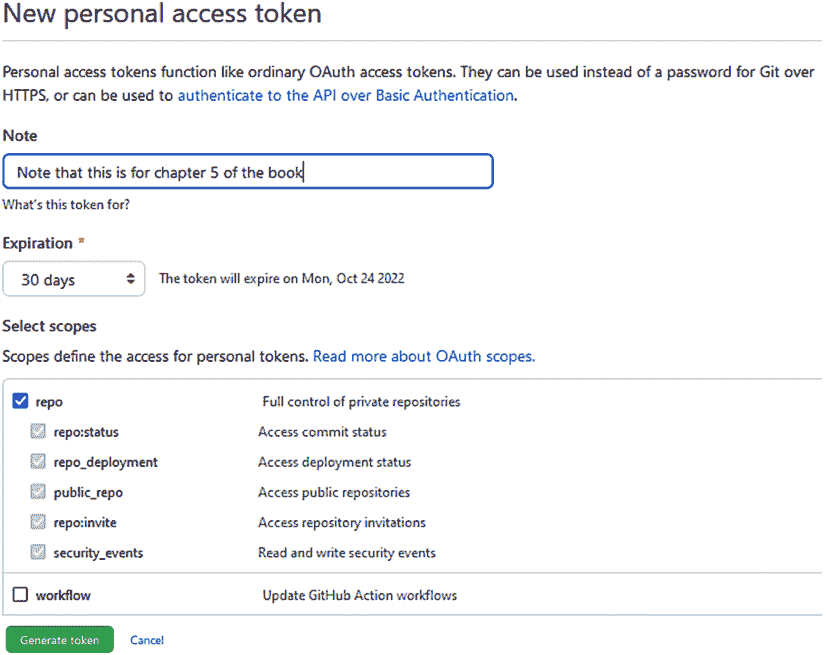 New personal access token
Personal access tokens function like ordinary OAuth access tokens. They can be used instead of a password for Git over
HTTPS, or can be used to authenticate to the API over Basic Authentication.
Note
Note that this is for chapter 5 of the book
What's this token for?
Expiration *
30 days The token will expire on Mon, Oct 24 2022
Select scopes
Scopes define the access for personal tokens. Read more about OAuth scopes.
repo Full control of private repositories
repo:status Access commit status
repo_deployment Access deployment status
public_repo Access public repositories
repo:invite Access repository invitations
security_events Read and write security events
workflow Update GitHub Action workflows
Generate token Cancel